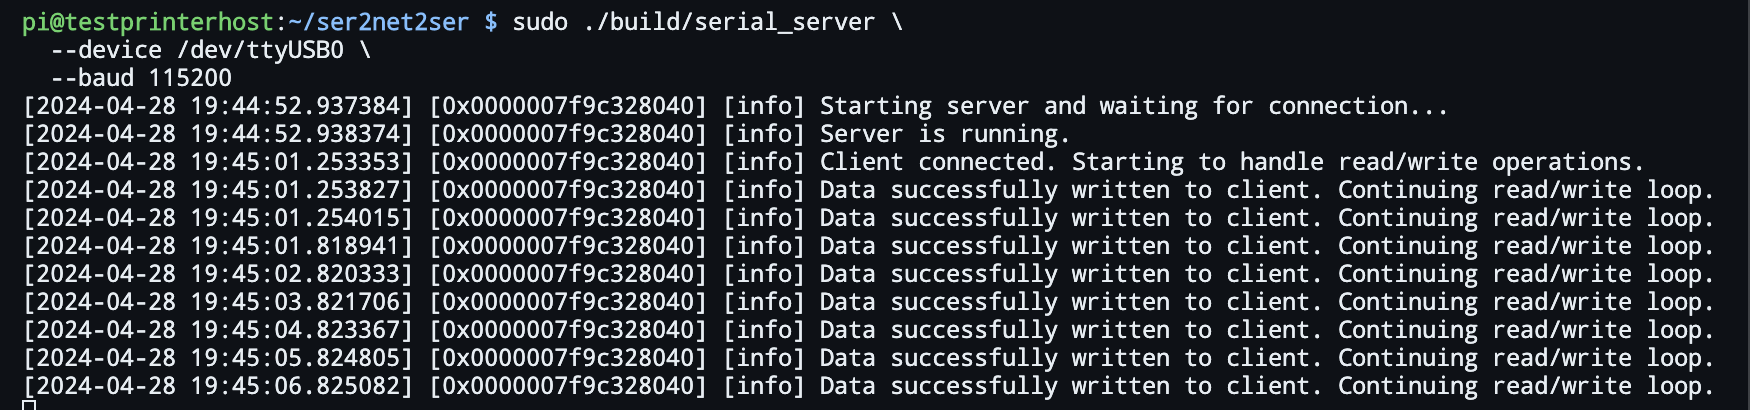 pi@testprinterhost:~/ser2net2ser $ sudo ./build/serial_server \
  --device /dev/ttyUSB0 \
  --baud 115200
[2024-04-28 19:44:52.937384] [0x0000007f9c328040] [info] Starting server and waiting for connection...
[2024-04-28 19:44:52.938374] [0x0000007f9c328040] [info] Server is running.
[2024-04-28 19:45:01.253353] [0x0000007f9c328040] [info] Client connected. Starting to handle read/write operations.
[2024-04-28 19:45:01.253827] [0x0000007f9c328040] [info] Data successfully written to client. Continuing read/write loop.
[2024-04-28 19:45:01.254015] [0x0000007f9c328040] [info] Data successfully written to client. Continuing read/write loop.
[2024-04-28 19:45:01.818941] [0x0000007f9c328040] [info] Data successfully written to client. Continuing read/write loop.
[2024-04-28 19:45:02.820333] [0x0000007f9c328040] [info] Data successfully written to client. Continuing read/write loop.
[2024-04-28 19:45:03.821706] [0x0000007f9c328040] [info] Data successfully written to client. Continuing read/write loop.
[2024-04-28 19:45:04.823367] [0x0000007f9c328040] [info] Data successfully written to client. Continuing read/write loop.
[2024-04-28 19:45:05.824805] [0x0000007f9c328040] [info] Data successfully written to client. Continuing read/write loop.
[2024-04-28 19:45:06.825082] [0x0000007f9c328040] [info] Data successfully written to client. Continuing read/write loop.